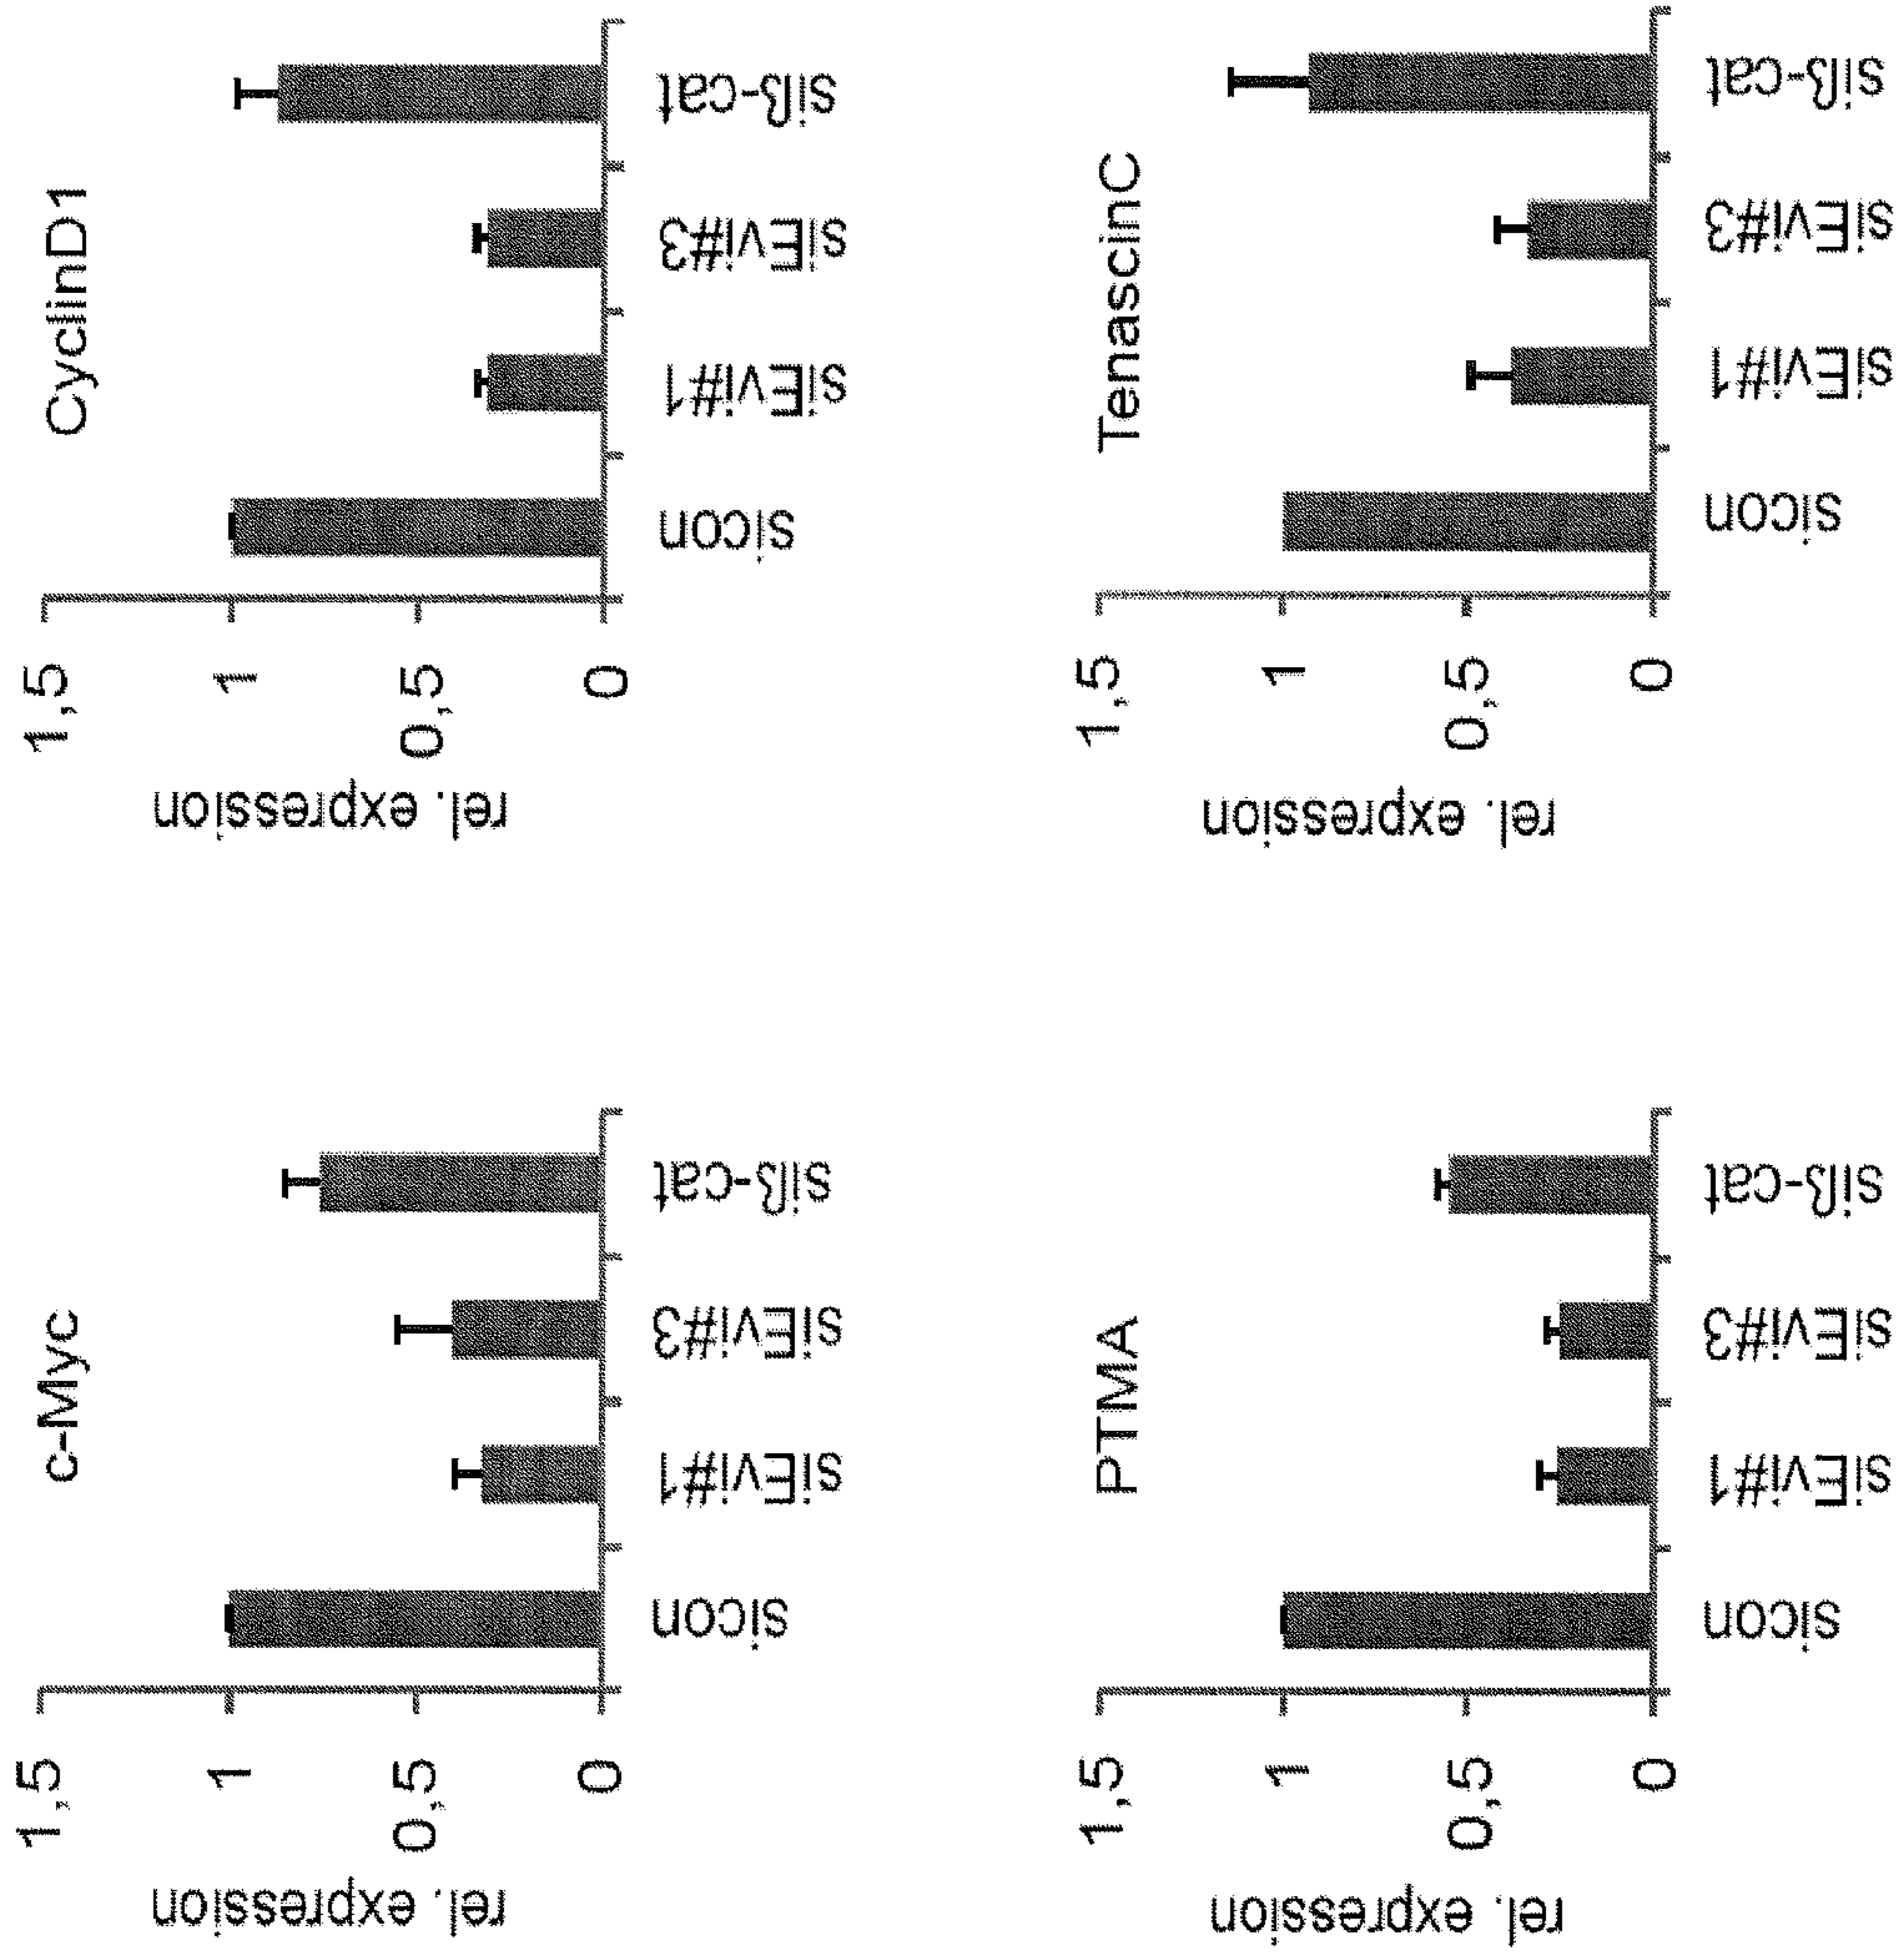 c-Myc
rel. expression
1,5
1
0,5
0
sicon
siEvi#1
siEvi#3
siß-cat
CyclinD1
rel. expression
1,5
1
0,5
0
sicon
siEvi#1
siEvi#3
siß-cat
PTMA
rel. expression
1,5
1
0,5
0
sicon
siEvi#1
siEvi#3
siß-cat
TenascinC
rel. expression
1,5
1
0,5
0
sicon
siEvi#1
siEvi#3
siß-cat